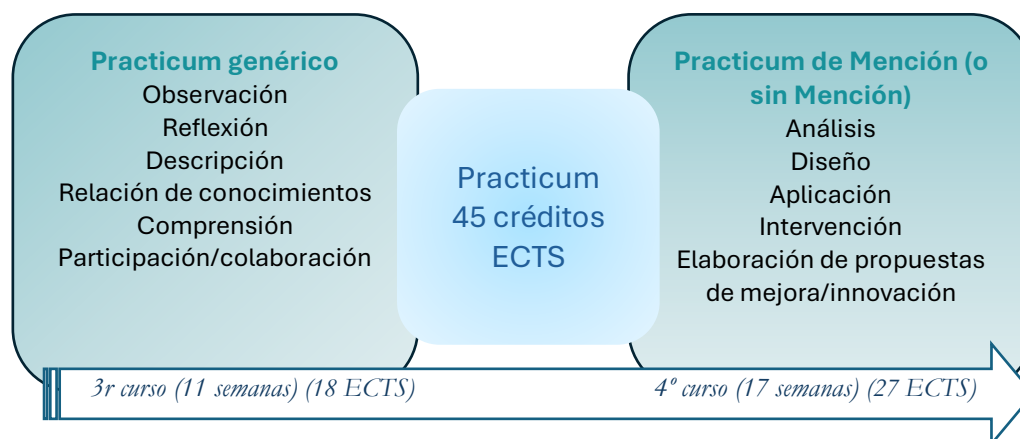 Practicum genérico
Observación
Reflexión
Descripción
Relación de conocimientos
Comprensión
Participación/colaboración
Practicum
45 créditos
ECTS
Practicum de Mención (o
sin Mención)
Análisis
Diseño
Aplicación
Intervención
Elaboración de propuestas
de mejora/innovación
3r curso (11 semanas) (18 ECTS)
4º curso (17 semanas) (27 ECTS)